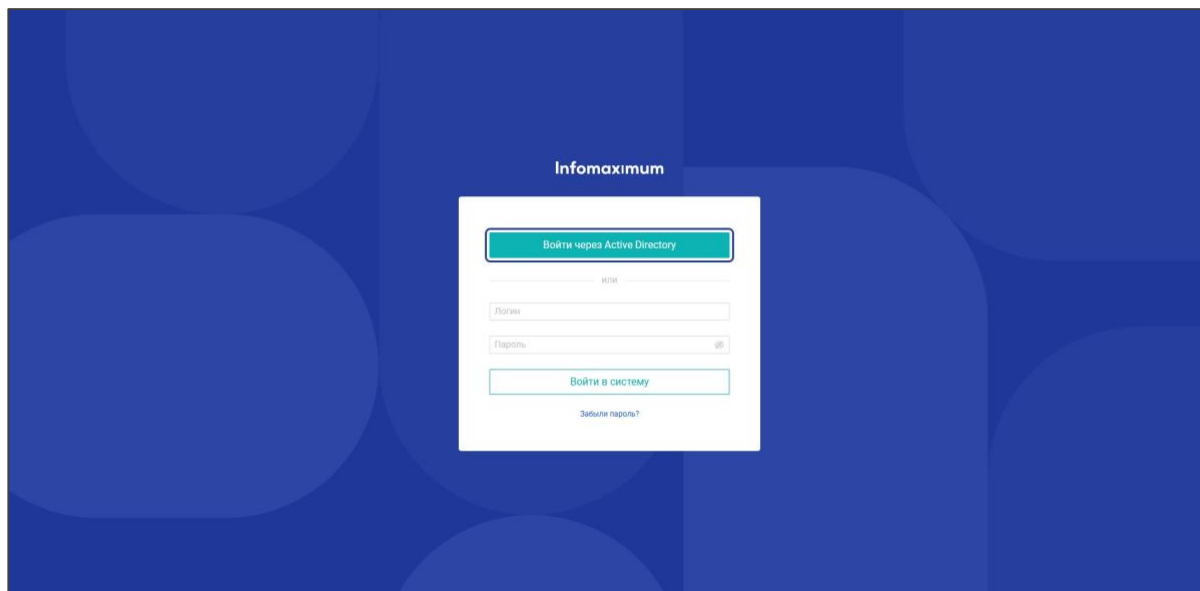 Infomaximum
Войти через Active Directory
или
Логин
Пароль
Войти в систему
Забыли пароль?